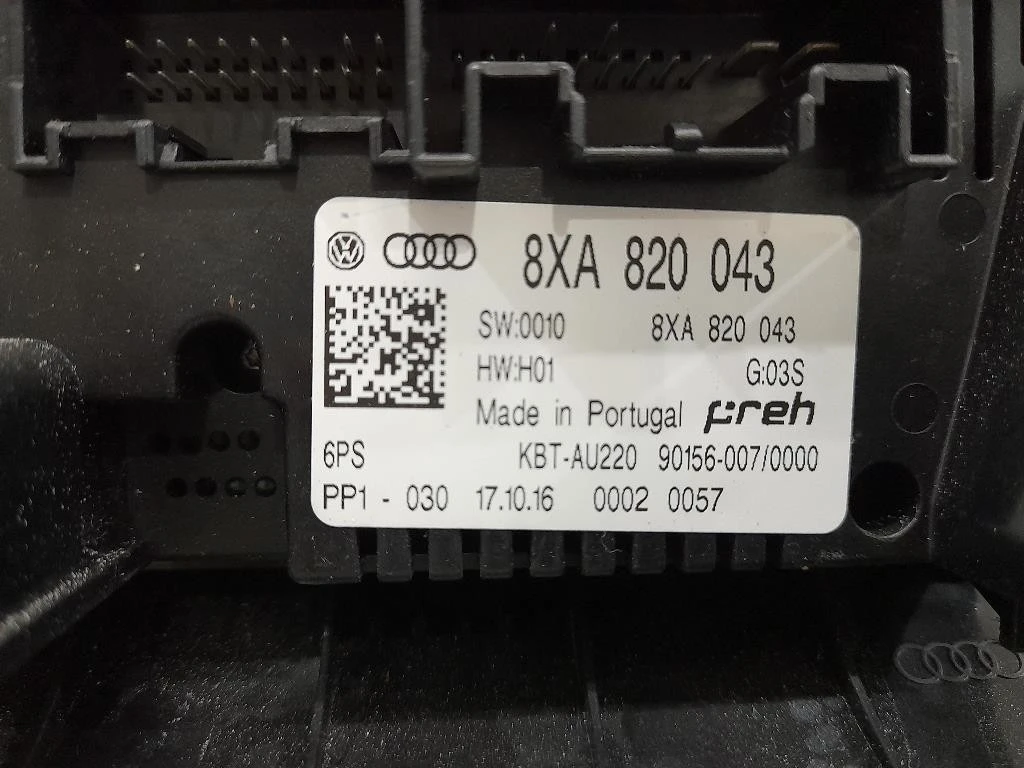 8XA 820 043
SW:0010 8XA 820 043
HW:H01 G:03S
Made in Portugal preh
6PS KBT-AU220 90156-007/0000
PP1 - 030 17.10.16 0002 0057